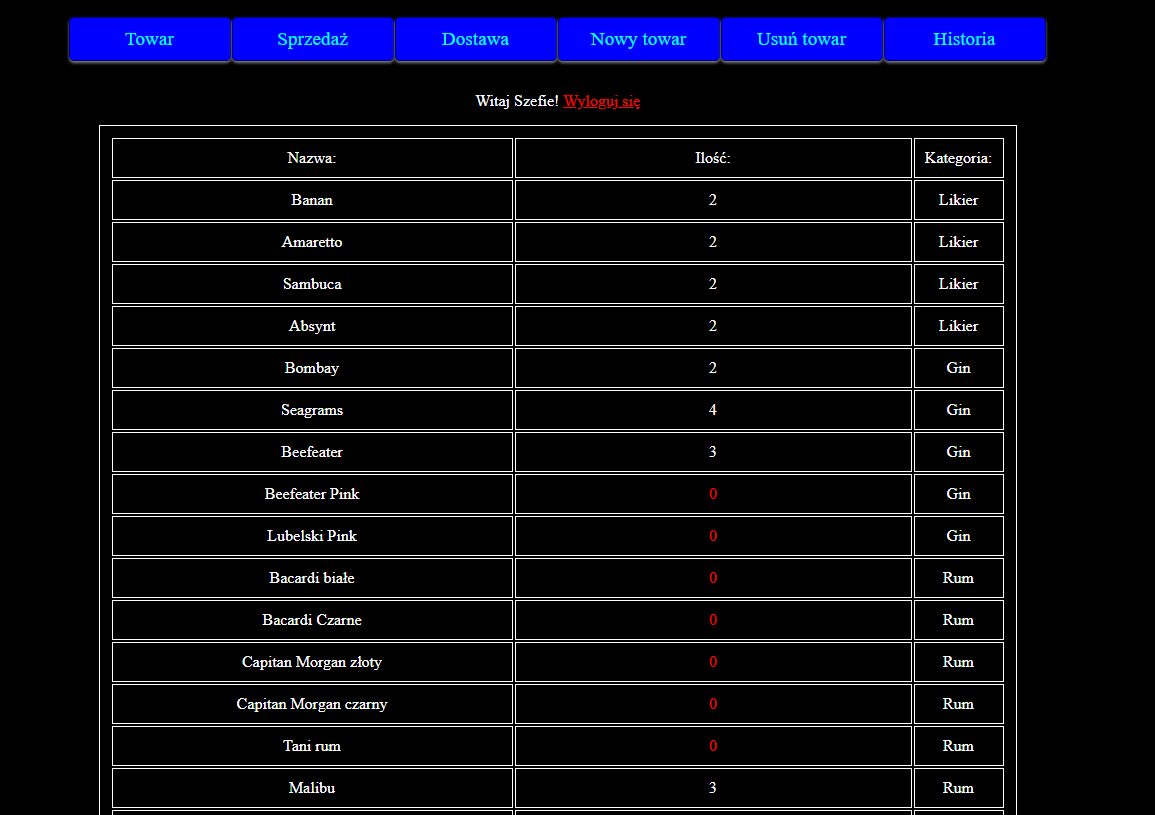 Towar Sprzedaż Dostawa Nowy towar Usuń towar Historia
Witaj Szefie! Wyloguj się
Nazwa: Ilość: Kategoria:
Banan 2 Likier
Amaretto 2 Likier
Sambuca 2 Likier
Absynt 2 Likier
Bombay 2 Gin
Seagrams 4 Gin
Beefeater 3 Gin
Beefeater Pink 0 Gin
Lubelski Pink 0 Gin
Bacardi białe 0 Rum
Bacardi Czarne 0 Rum
Capitan Morgan złoty 0 Rum
Capitan Morgan czarny 0 Rum
Tani rum 0 Rum
Malibu 3 Rum